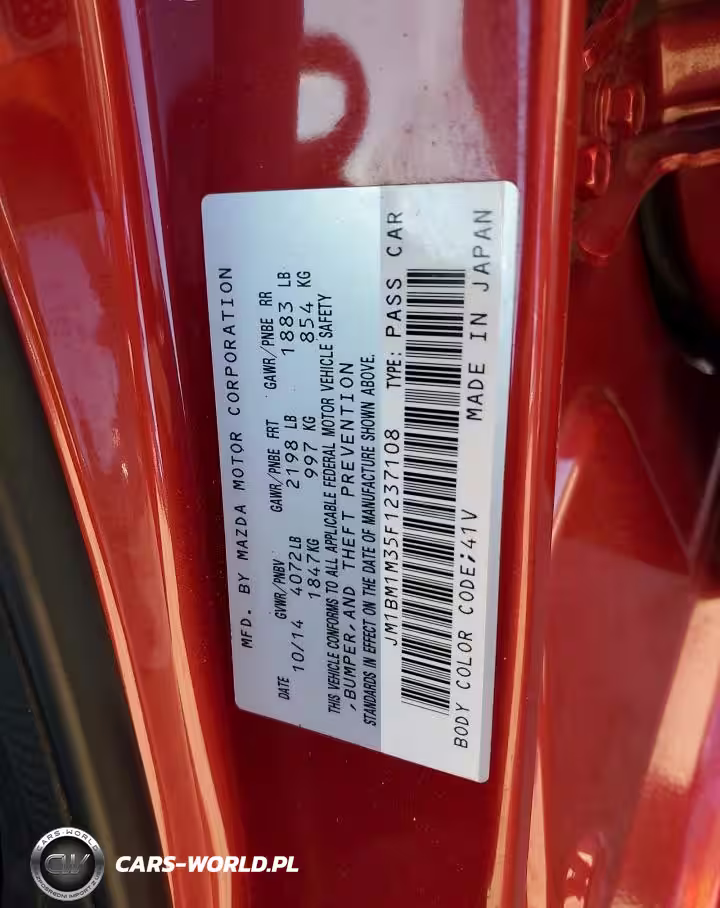 MFD. BY MAZDA MOTOR CORPORATION
DATE GVWR/PNBV GAWR/PNBE FRT GAWR/PNBE RR
10/14 4072LB 2198 LB 1883 LB
1847KG 997 KG 854 KG
THIS VEHICLE CONFORMS TO ALL APPLICABLE FEDERAL MOTOR VEHICLE SAFETY
,BUMPER,AND THEFT PREVENTION
STANDARDS IN EFFECT ON THE DATE OF MANUFACTURE SHOWN ABOVE.
JM1BM1M35F1237108 TYPE: PASS CAR
BODY COLOR CODE;41V MADE IN JAPAN
CARS-WORLD
CW
CARS-WORLD.PL